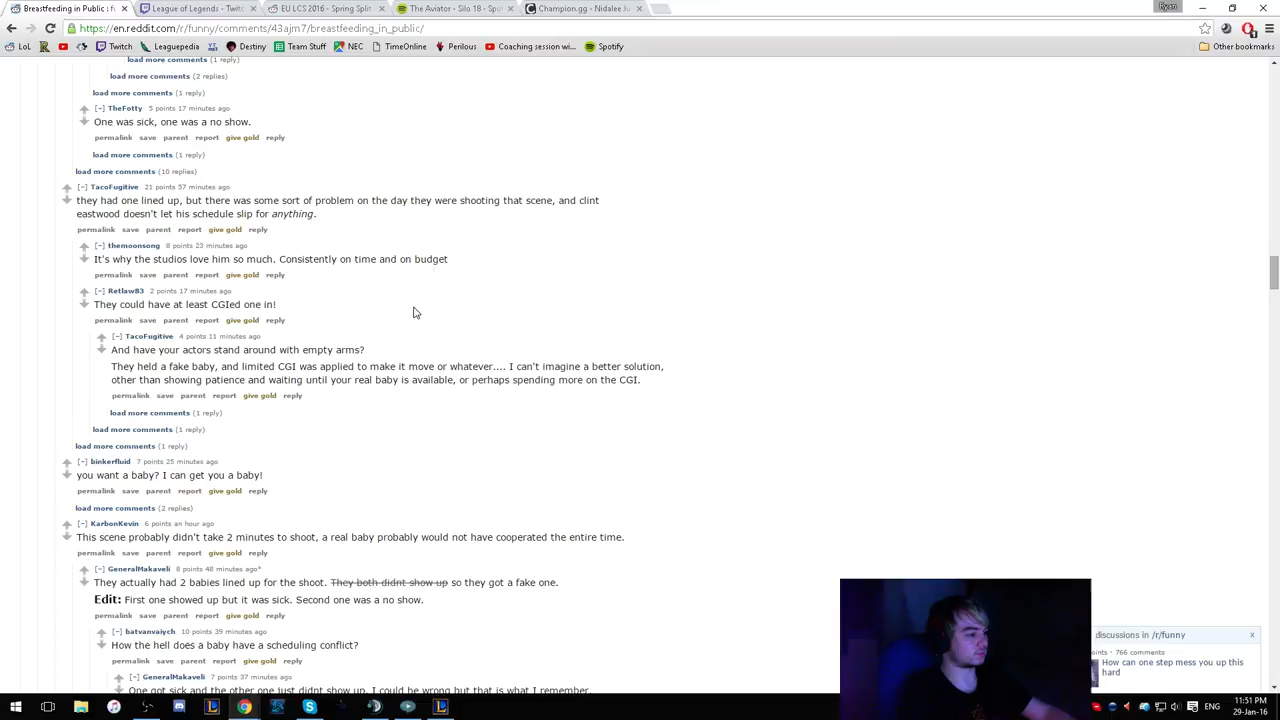 Breastfeeding in Public : fu
League of Legends - Twitc
EU LCS 2016 - Spring Split
The Aviator - Silo 18 - Spo
Champion.gg - Nidalee Ju
Ryan
https://en.reddit.com/r/funny/comments/43ajm7/breastfeeding_in_public/
LoL
Reddit
Twitch
Leaguepedia
YT
Destiny
Team Stuff
NEC
TimeOnline
Perilous
Coaching session wi...
Spotify
Other bookmarks
load more comments (1 reply)
load more comments (2 replies)
load more comments (1 reply)
[–] TheFotty 5 points 17 minutes ago
One was sick, one was a no show.
permalink save parent report give gold reply
load more comments (1 reply)
load more comments (10 replies)
[–] TacoFugitive 21 points 57 minutes ago
they had one lined up, but there was some sort of problem on the day they were shooting that scene, and clint
eastwood doesn't let his schedule slip for anything.
permalink save parent report give gold reply
[–] themoonsong 8 points 23 minutes ago
It's why the studios love him so much. Consistently on time and on budget
permalink save parent report give gold reply
[–] Retlaw83 2 points 17 minutes ago
They could have at least CGIed one in!
permalink save parent report give gold reply
[–] TacoFugitive 4 points 11 minutes ago
And have your actors stand around with empty arms?
They held a fake baby, and limited CGI was applied to make it move or whatever.... I can't imagine a better solution,
other than showing patience and waiting until your real baby is available, or perhaps spending more on the CGI.
permalink save parent report give gold reply
load more comments (1 reply)
load more comments (1 reply)
load more comments (1 reply)
[–] binkerfluid 7 points 25 minutes ago
you want a baby? I can get you a baby!
permalink save parent report give gold reply
load more comments (2 replies)
[–] KarbonKevin 6 points an hour ago
This scene probably didn't take 2 minutes to shoot, a real baby probably would not have cooperated the entire time.
permalink save parent report give gold reply
[–] GeneralMakaveli 8 points 48 minutes ago*
They actually had 2 babies lined up for the shoot. They both didnt show up so they got a fake one.
Edit: First one showed up but it was sick. Second one was a no show.
permalink save parent report give gold reply
[–] batvanvaiych 10 points 39 minutes ago
How the hell does a baby have a scheduling conflict?
permalink save parent report give gold reply
[–] GeneralMakaveli 7 points 37 minutes ago
One got sick and the other one just didnt show up. I could be wrong but that is what I remember.
discussions in /r/funny X
oints · 766 comments
How can one step mess you up this
hard
ENG
11:51 PM
29-Jan-16